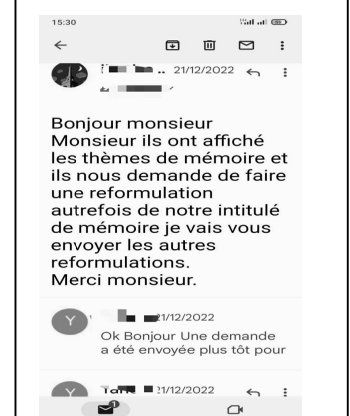 15:30
21/12/2022
Bonjour monsieur
Monsieur ils ont affiché
les thèmes de mémoire et
ils nous demande de faire
une reformulation
autrefois de notre intitulé
de mémoire je vais vous
envoyer les autres
reformulations.
Merci monsieur.
Y
21/12/2022
Ok Bonjour Une demande
a été envoyée plus tôt pour
Y
21/12/2022
1